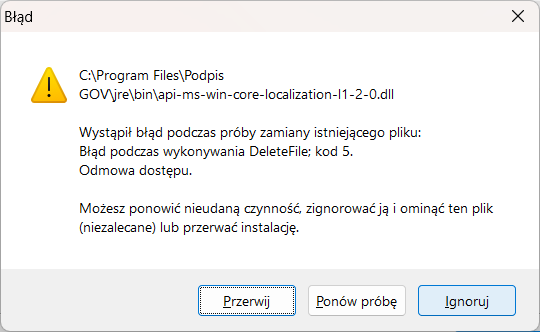 Błąd
C:\Program Files\Podpis
GOV\jre\bin\api-ms-win-core-localization-l1-2-0.dll
Wystąpił błąd podczas próby zamiany istniejącego pliku:
Błąd podczas wykonywania DeleteFile; kod 5.
Odmowa dostępu.
Możesz ponowić nieudaną czynność, zignorować ją i ominąć ten plik
(niezalecane) lub przerwać instalację.
Przerwij
Ponów próbę
Ignoruj